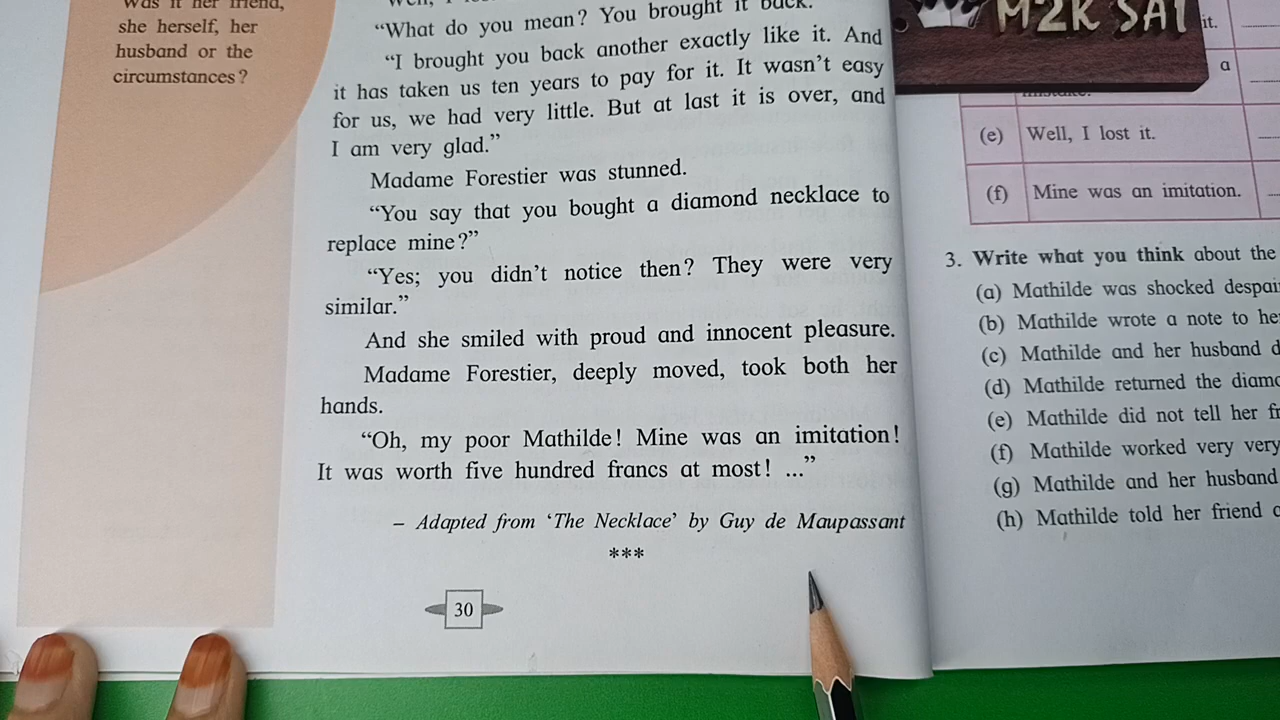 she herself, her
husband or the
circumstances?
"What do you mean? You brought it back."
"I brought you back another exactly like it. And
it has taken us ten years to pay for it. It wasn't easy
for us, we had very little. But at last it is over, and
I am very glad."
Madame Forestier was stunned.
"You say that you bought a diamond necklace to
replace mine?"
"Yes; you didn't notice then? They were very
similar."
And she smiled with proud and innocent pleasure.
Madame Forestier, deeply moved, took both her
hands.
"Oh, my poor Mathilde! Mine was an imitation!
It was worth five hundred francs at most! ..."
– Adapted from 'The Necklace' by Guy de Maupassant
***
30
M2K SAI
it.
a
(e) Well, I lost it.
(f) Mine was an imitation.
3. Write what you think about the
(a) Mathilde was shocked
(b) Mathilde wrote a note to
(c) Mathilde and her husband
(d) Mathilde returned the
(e) Mathilde did not tell her
(f) Mathilde worked very very
(g) Mathilde and her husband
(h) Mathilde told her friend